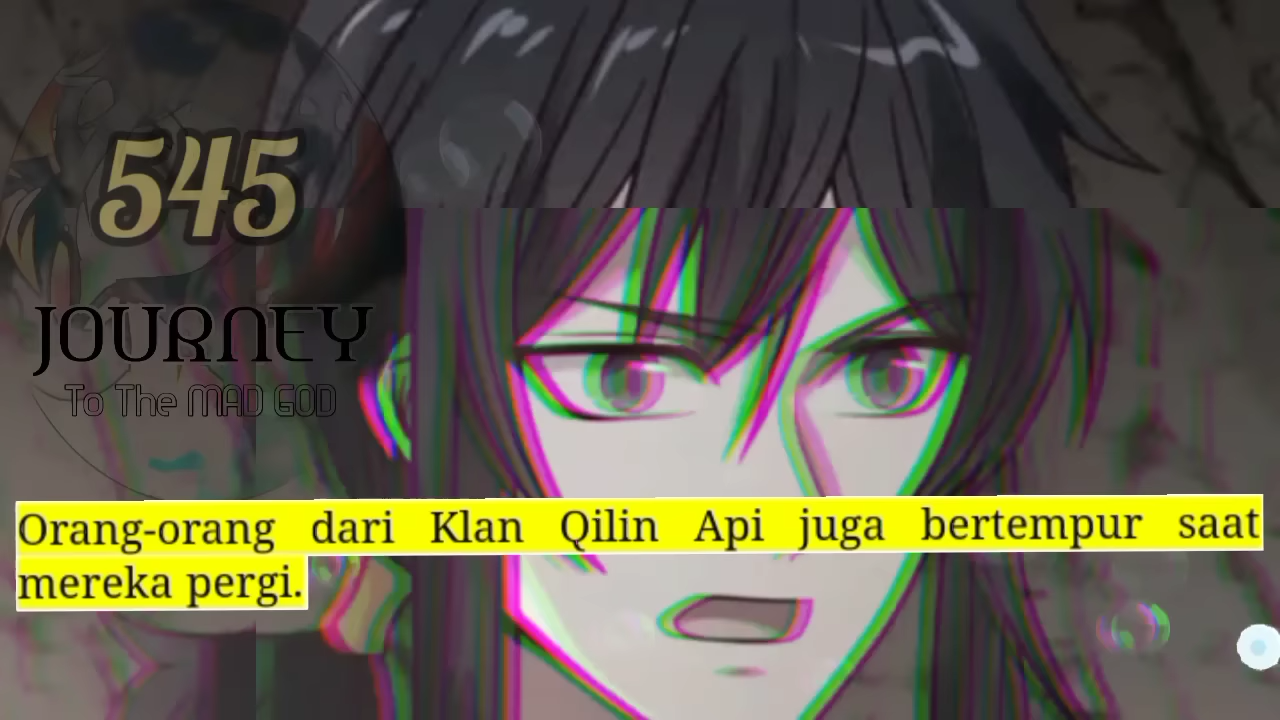 545
JOURNEY
To The MAD GOD
Orang-orang dari Klan Qilin Api juga bertempur saat
mereka pergi.